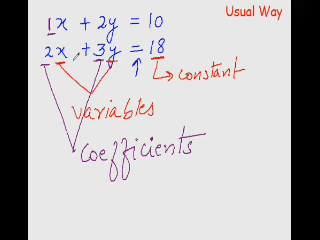 Usual Way
1x + 2y = 10
2x + 3y = 18
constant
variables
coefficients